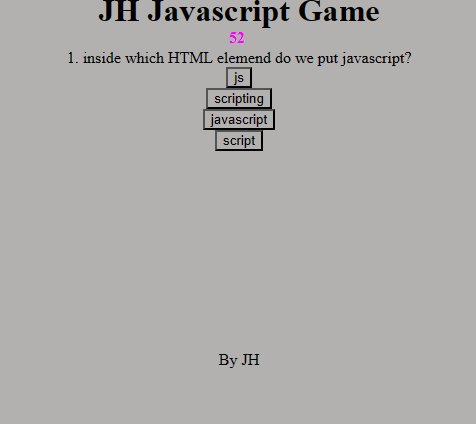 JH Javascript Game
52
1. inside which HTML elemend do we put javascript?
js
scripting
javascript
script
By JH